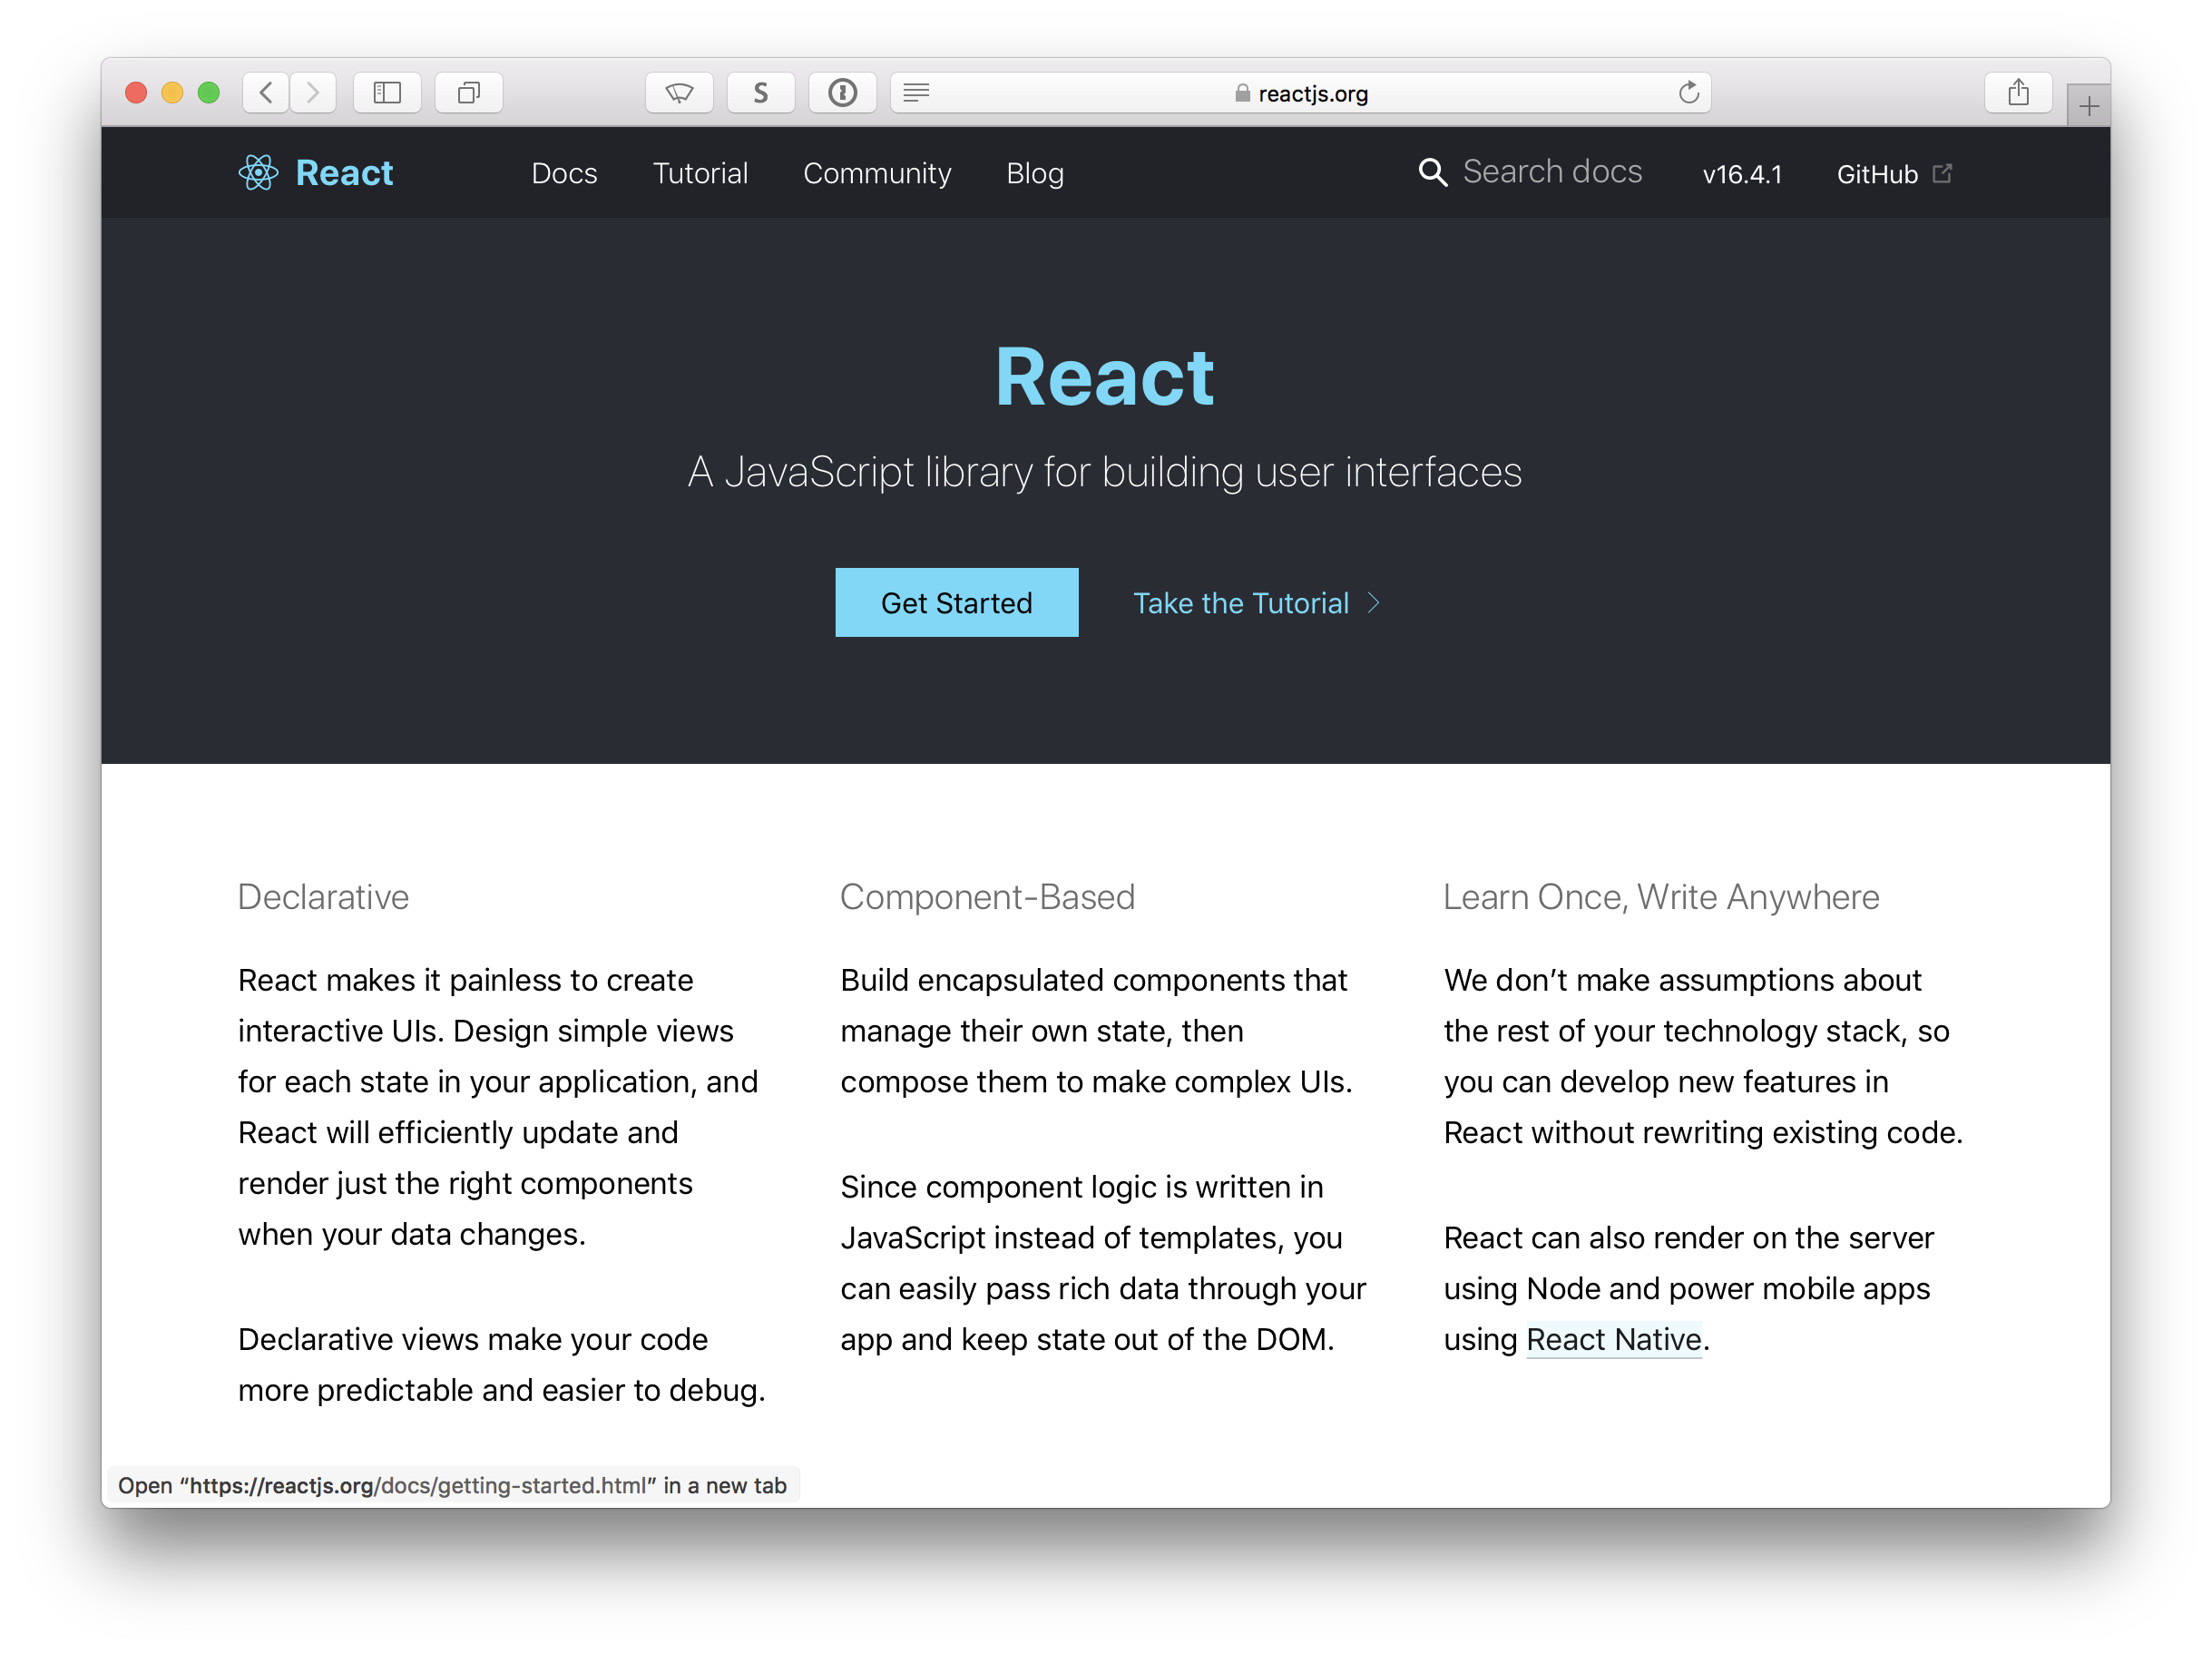 S
reactjs.org
React Docs Tutorial Community Blog Search docs v16.4.1 GitHub
React
A JavaScript library for building user interfaces
Get Started Take the Tutorial
Declarative
React makes it painless to create
interactive UIs. Design simple views
for each state in your application, and
React will efficiently update and
render just the right components
when your data changes.
Declarative views make your code
more predictable and easier to debug.
Component-Based
Build encapsulated components that
manage their own state, then
compose them to make complex UIs.
Since component logic is written in
JavaScript instead of templates, you
can easily pass rich data through your
app and keep state out of the DOM.
Learn Once, Write Anywhere
We don’t make assumptions about
the rest of your technology stack, so
you can develop new features in
React without rewriting existing code.
React can also render on the server
using Node and power mobile apps
using React Native.
Open “https://reactjs.org/docs/getting-started.html” in a new tab